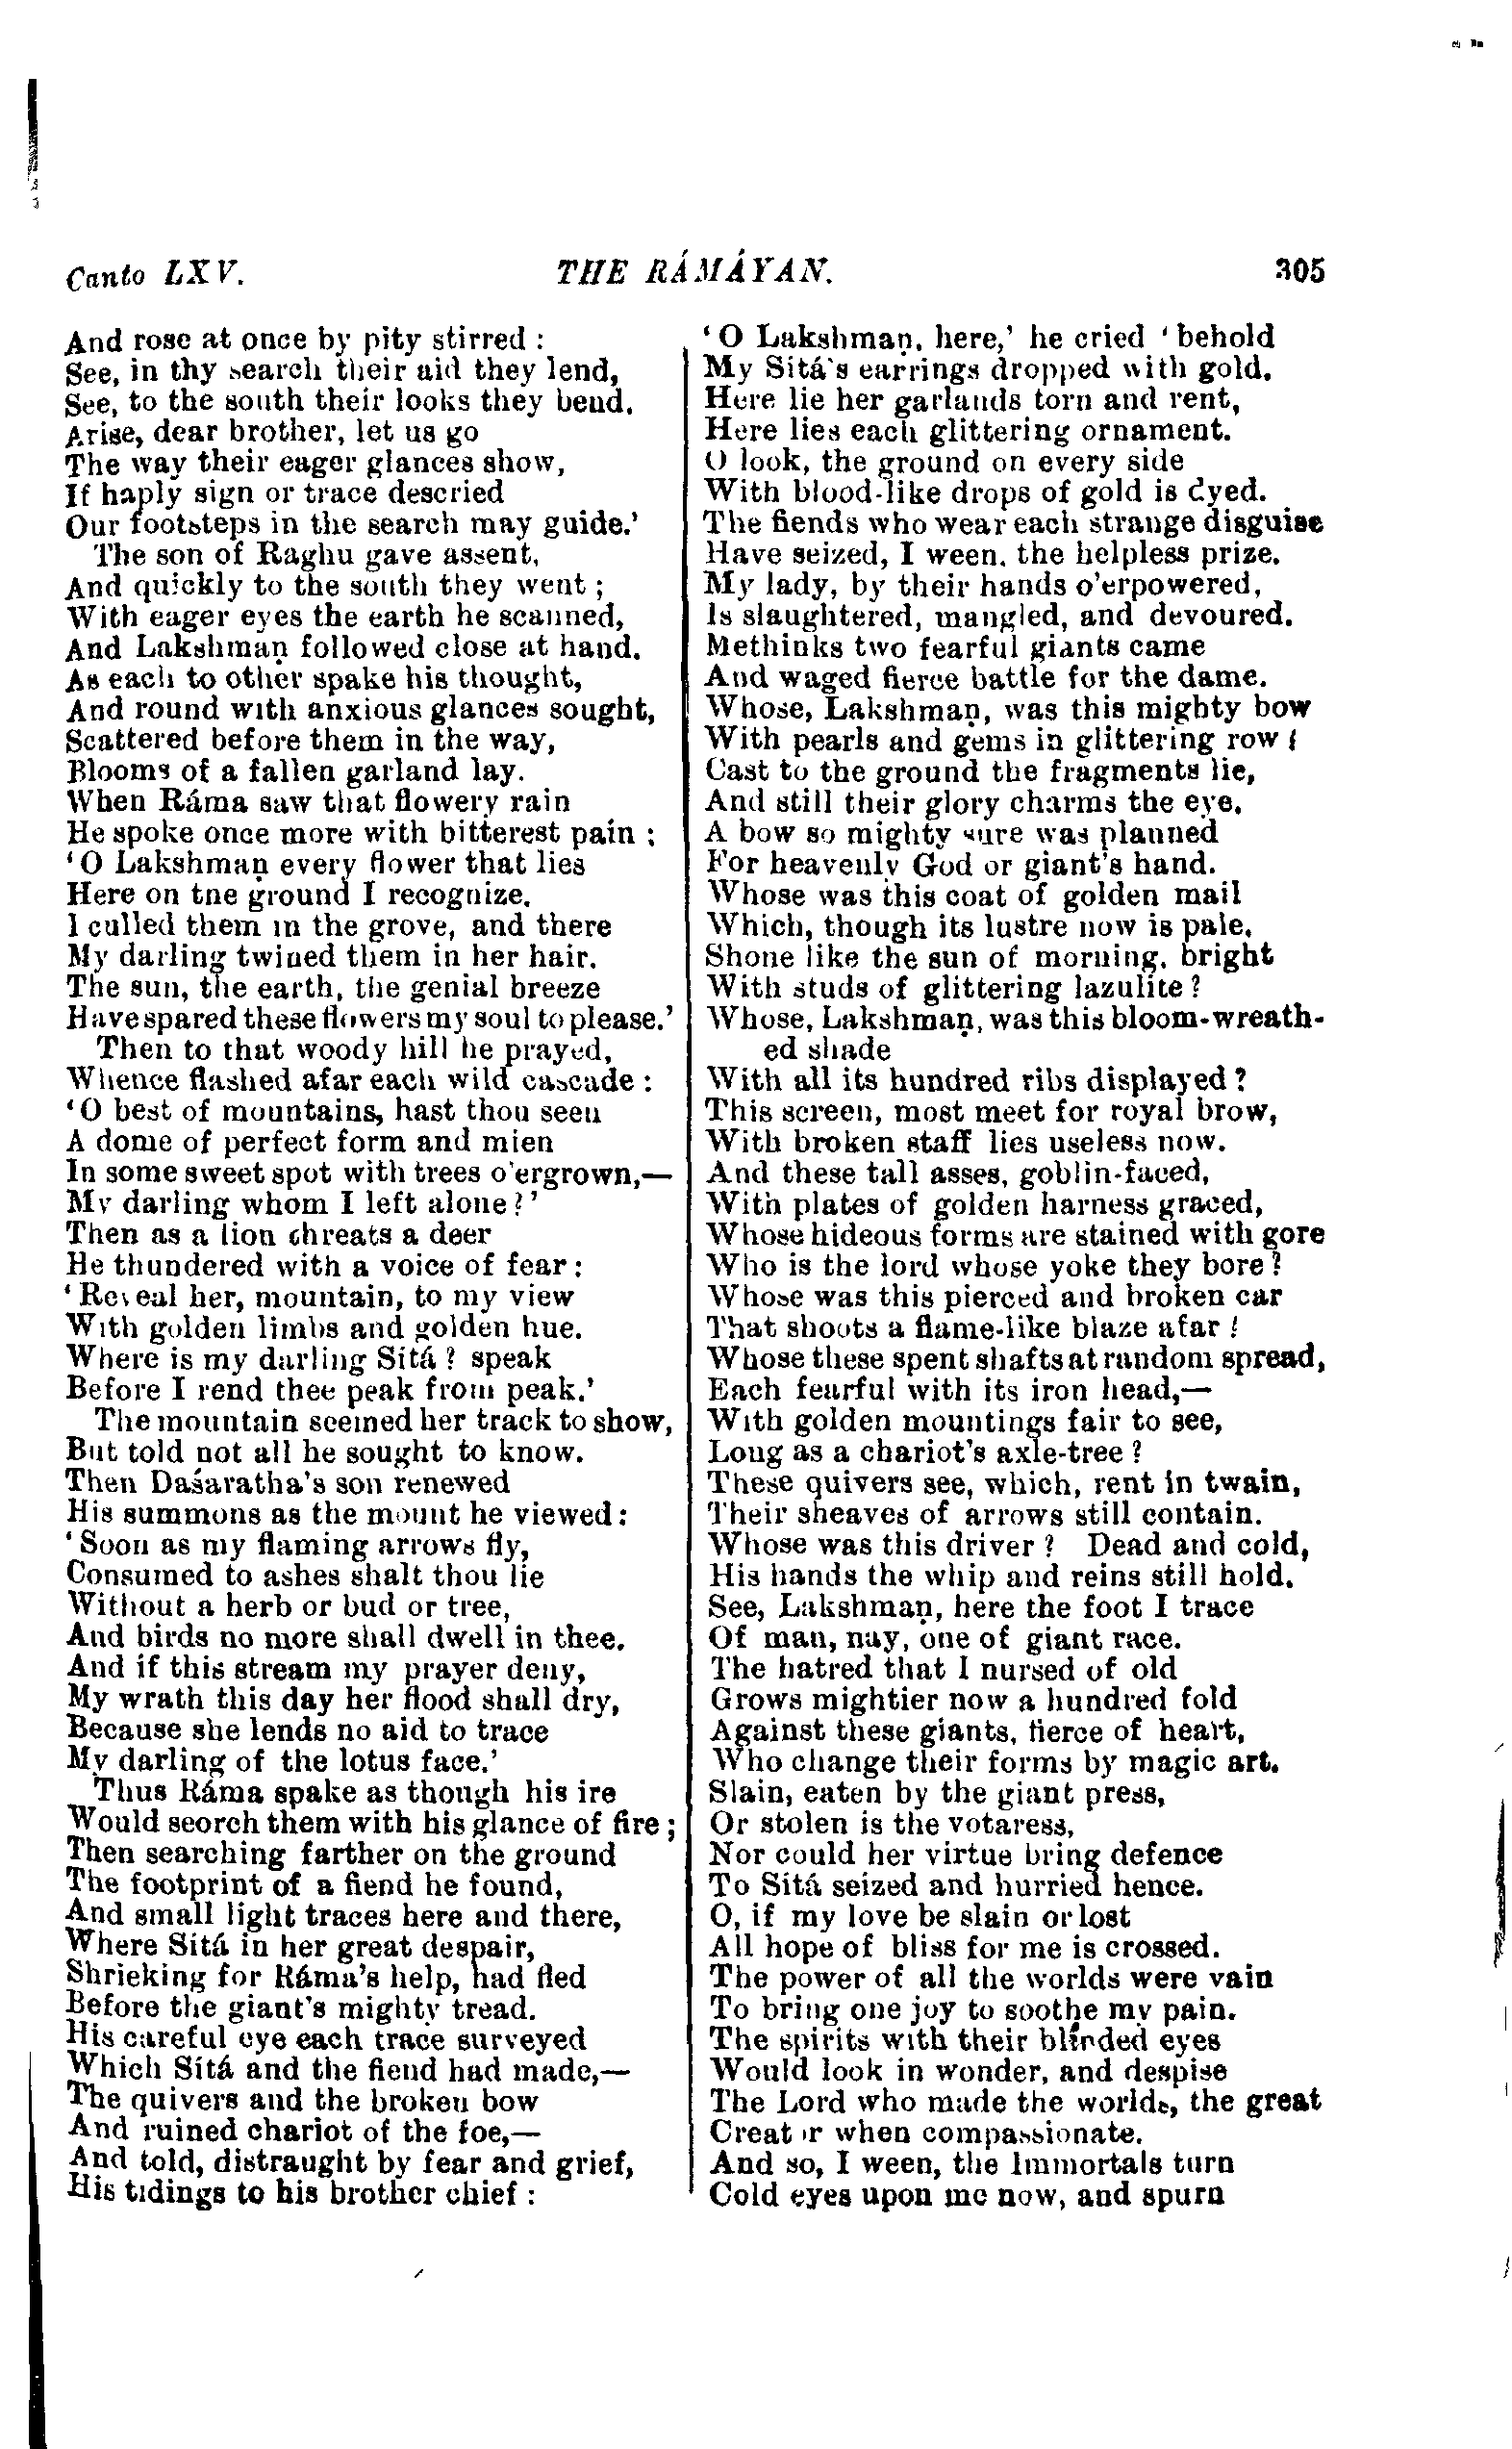 Canto LXV. THE RÁMÁYAN. 305
And rose at once by pity stirred :
See, in thy search their aid they lend,
See, to the south their looks they bend.
Arise, dear brother, let us go
The way their eager glances show,
If haply sign or trace descried
Our footsteps in the search may guide.'
The son of Raghu gave assent,
And quickly to the south they went ;
With eager eyes the earth he scanned,
And Lakshmaṇ followed close at hand.
As each to other spake his thought,
And round with anxious glances sought,
Scattered before them in the way,
Blooms of a fallen garland lay.
When Ráma saw that flowery rain
He spoke once more with bitterest pain :
'O Lakshmaṇ every flower that lies
Here on tne ground I recognize.
I culled them in the grove, and there
My darling twined them in her hair.
The sun, the earth, the genial breeze
Have spared these flowers my soul to please.'
Then to that woody hill he prayed,
Whence flashed afar each wild cascade :
'O best of mountains, hast thou seen
A dome of perfect form and mien
In some sweet spot with trees o'ergrown,—
My darling whom I left alone?'
Then as a lion threats a deer
He thundered with a voice of fear :
'Reveal her, mountain, to my view
With golden limbs and golden hue.
Where is my darling Sítá ? speak
Before I rend thee peak from peak.'
The mountain seemed her track to show,
But told not all he sought to know.
Then Daśaratha's son renewed
His summons as the mount he viewed :
'Soon as my flaming arrows fly,
Consumed to ashes shalt thou lie
Without a herb or bud or tree,
And birds no more shall dwell in thee.
And if this stream my prayer deny,
My wrath this day her flood shall dry,
Because she lends no aid to trace
My darling of the lotus face.'
Thus Ráma spake as though his ire
Would scorch them with his glance of fire ;
Then searching farther on the ground
The footprint of a fiend he found,
And small light traces here and there,
Where Sítá in her great despair,
Shrieking for Ráma's help, had fled
Before the giant's mighty tread.
His careful eye each trace surveyed
Which Sítá and the fiend had made,—
The quivers and the broken bow
And ruined chariot of the foe,—
And told, distraught by fear and grief,
His tidings to his brother chief :
'O Lakshmaṇ, here,' he cried 'behold
My Sítá's earrings dropped with gold.
Here lie her garlands torn and rent,
Here lies each glittering ornament.
O look, the ground on every side
With blood-like drops of gold is dyed.
The fiends who wear each strange disguise
Have seized, I ween, the helpless prize.
My lady, by their hands o'erpowered,
Is slaughtered, mangled, and devoured.
Methinks two fearful giants came
And waged fierce battle for the dame.
Whose, Lakshmaṇ, was this mighty bow
With pearls and gems in glittering row ?
Cast to the ground the fragments lie,
And still their glory charms the eye.
A bow so mighty sure was planned
For heavenly God or giant's hand.
Whose was this coat of golden mail
Which, though its lustre now is pale,
Shone like the sun of morning, bright
With studs of glittering lazulite ?
Whose, Lakshmaṇ, was this bloom-wreath-
ed shade
With all its hundred ribs displayed ?
This screen, most meet for royal brow,
With broken staff lies useless now.
And these tall asses, goblin-faced,
With plates of golden harness graced,
Whose hideous forms are stained with gore
Who is the lord whose yoke they bore ?
Whose was this pierced and broken car
That shoots a flame-like blaze afar ?
Whose these spent shafts at random spread,
Each fearful with its iron head,—
With golden mountings fair to see,
Long as a chariot's axle-tree ?
These quivers see, which, rent in twain,
Their sheaves of arrows still contain.
Whose was this driver ? Dead and cold,
His hands the whip and reins still hold.
See, Lakshmaṇ, here the foot I trace
Of man, nay, one of giant race.
The hatred that I nursed of old
Grows mightier now a hundred fold
Against these giants, fierce of heart,
Who change their forms by magic art.
Slain, eaten by the giant press,
Or stolen is the votaress,
Nor could her virtue bring defence
To Sítá seized and hurried hence.
O, if my love be slain or lost
All hope of bliss for me is crossed.
The power of all the worlds were vain
To bring one joy to soothe my pain.
The spirits with their blinded eyes
Would look in wonder, and despise
The Lord who made the worlds, the great
Creator when compassionate.
And so, I ween, the Immortals turn
Cold eyes upon me now, and spurn